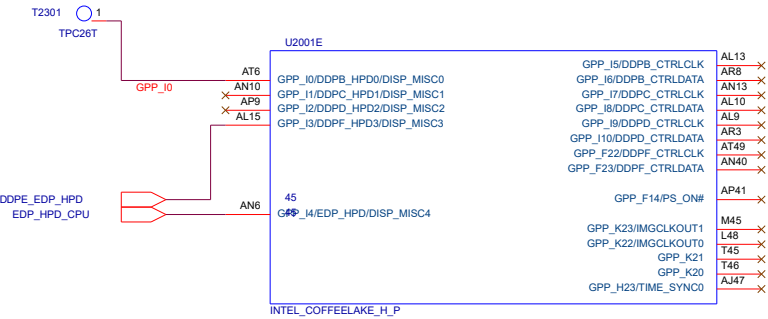 T2301 1
TPC26T
U2001E
GPP_I0
AT6 GPP_I0/DDPB_HPD0/DISP_MISC0
AN10 GPP_I1/DDPC_HPD1/DISP_MISC1
AP9 GPP_I2/DDPD_HPD2/DISP_MISC2
AL15 GPP_I3/DDPF_HPD3/DISP_MISC3
DDPE_EDP_HPD
EDP_HPD_CPU
45
45
AN6 GPP_I4/EDP_HPD/DISP_MISC4
GPP_I5/DDPB_CTRLCLK AL13
GPP_I6/DDPB_CTRLDATA AR8
GPP_I7/DDPC_CTRLCLK AN13
GPP_I8/DDPC_CTRLDATA AL10
GPP_I9/DDPD_CTRLCLK AL9
GPP_I10/DDPD_CTRLDATA AR3
GPP_F22/DDPF_CTRLCLK AT49
GPP_F23/DDPF_CTRLDATA AN40
GPP_F14/PS_ON# AP41
GPP_K23/IMGCLKOUT1 M45
GPP_K22/IMGCLKOUT0 L48
GPP_K21 T45
GPP_K20 T46
GPP_H23/TIME_SYNC0 AJ47
INTEL_COFFEELAKE_H_P